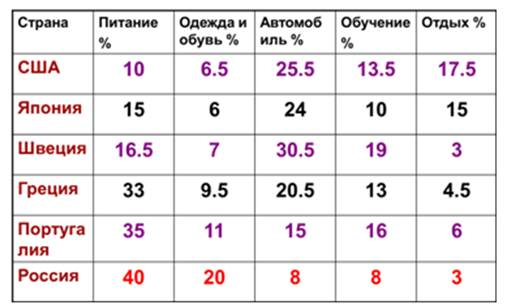 Страна Питание % Одежда и обувь % Автомоб иль % Обучение % Отдых %
США 10 6.5 25.5 13.5 17.5
Япония 15 6 24 10 15
Швеция 16.5 7 30.5 19 3
Греция 33 9.5 20.5 13 4.5
Португа лия 35 11 15 16 6
Россия 40 20 8 8 3